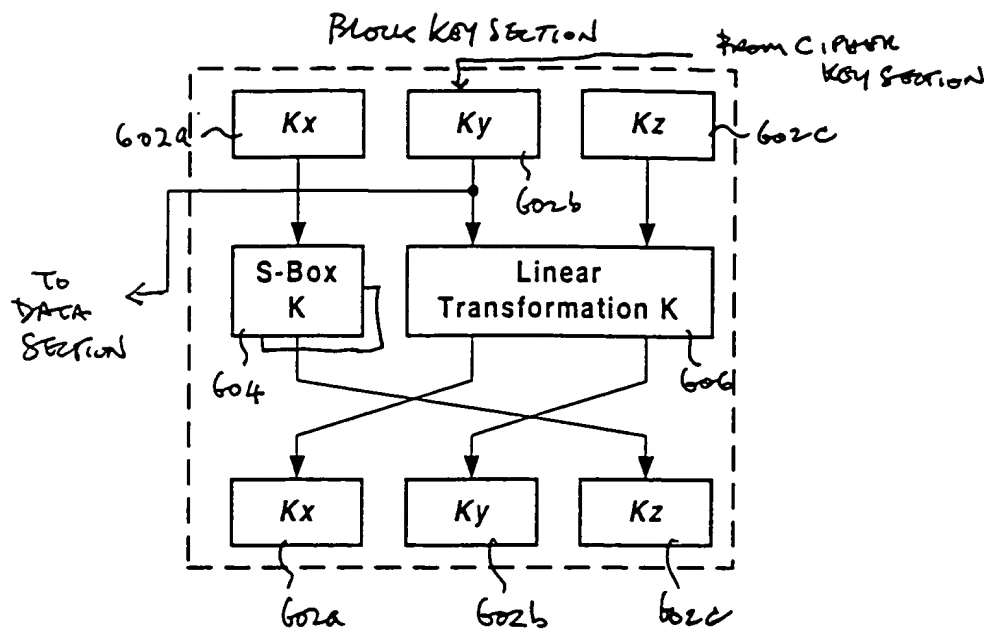 BLOCK KEY SECTION
FROM CIPHER
KEY SECTION
Kx
Ky
Kz
602a
602b
602c
TO
DATA
SECTION
S-Box
K
Linear
Transformation K
604
606
Kx
Ky
Kz
602a
602b
602c